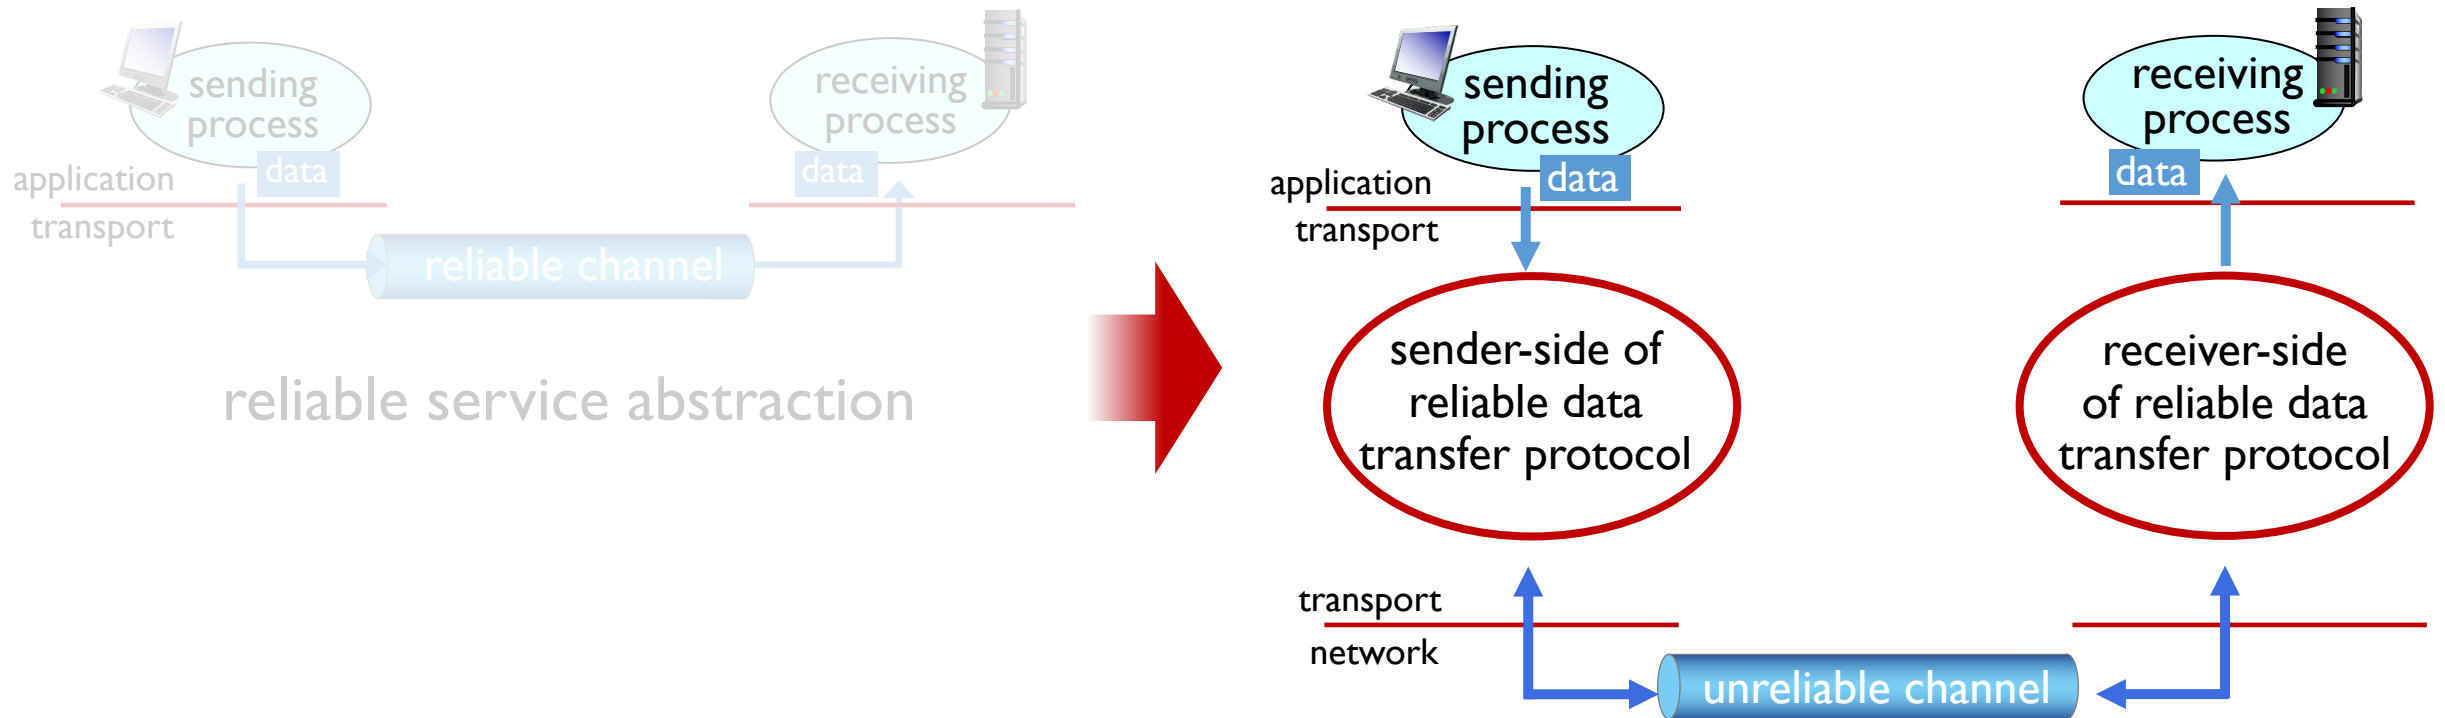 sending
process
data
application
transport
receiving
process
data
reliable channel
reliable service abstraction
sending
process
data
application
transport
receiving
process
data
sender-side of
reliable data
transfer protocol
receiver-side
of reliable data
transfer protocol
transport
network
unreliable channel